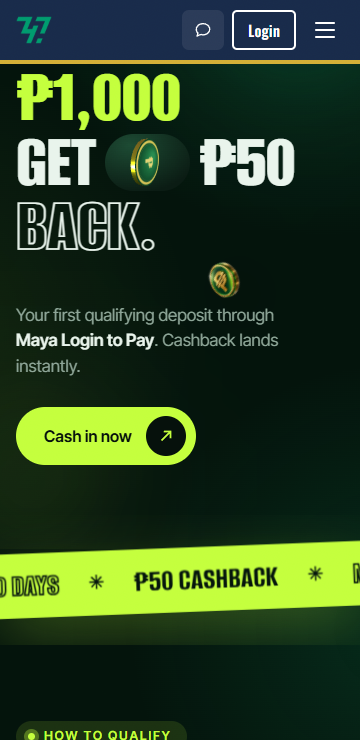 Login
₱1,000
GET ₱50
BACK.
Your first qualifying deposit through
Maya Login to Pay. Cashback lands
instantly.
Cash in now
DAYS ✳ ₱50 CASHBACK ✳
HOW TO QUALIFY